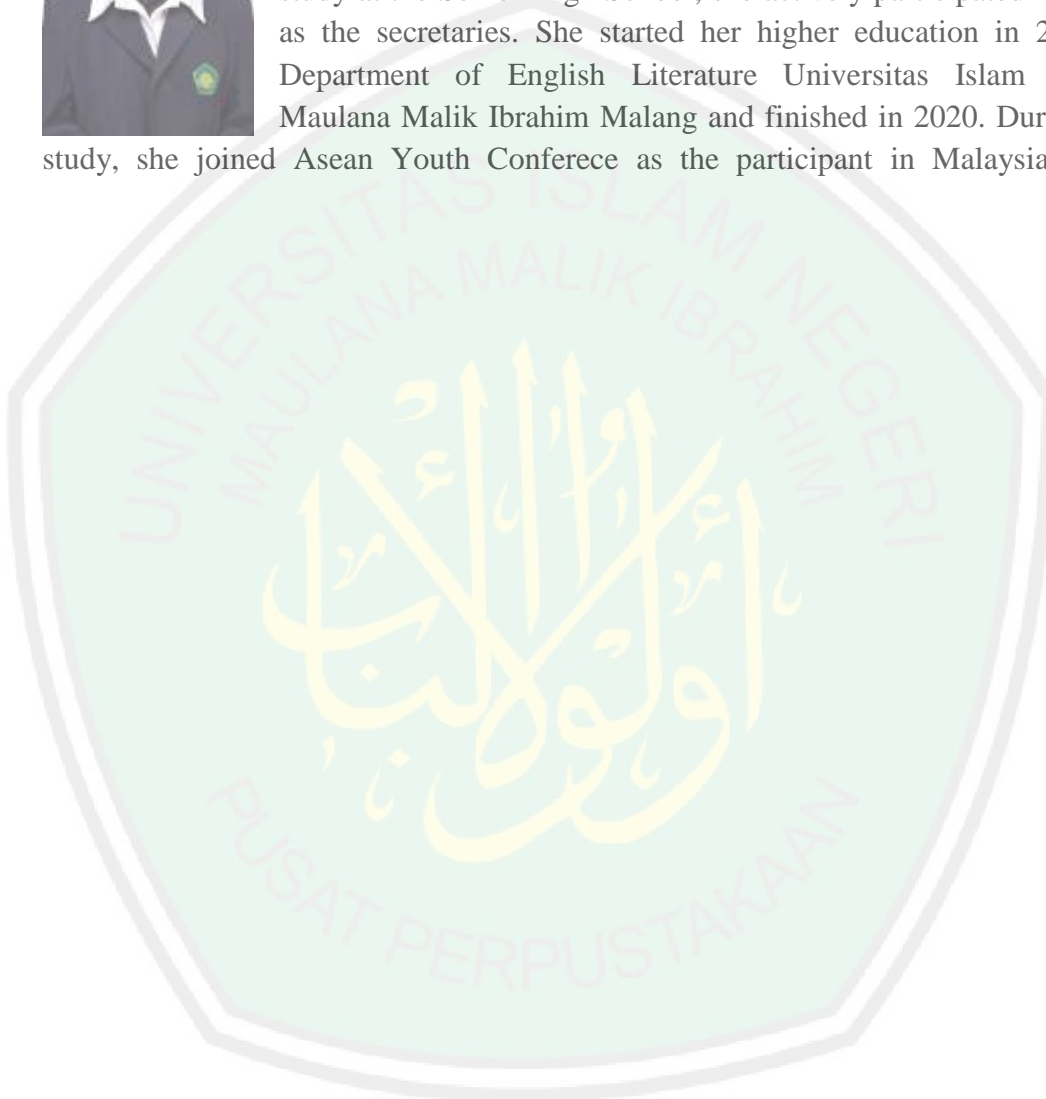 as the secretaries. She started her higher education in 2
Department of English Literature Universitas Islam
Maulana Malik Ibrahim Malang and finished in 2020. Dur
study, she joined Asean Youth Conferece as the participant in Malaysia
UNIVERSITAS ISLAM NEGERI
MAULANA MALIK IBRAHIM
أولوا الألباب
PUSAT PERPUSTAKAAN